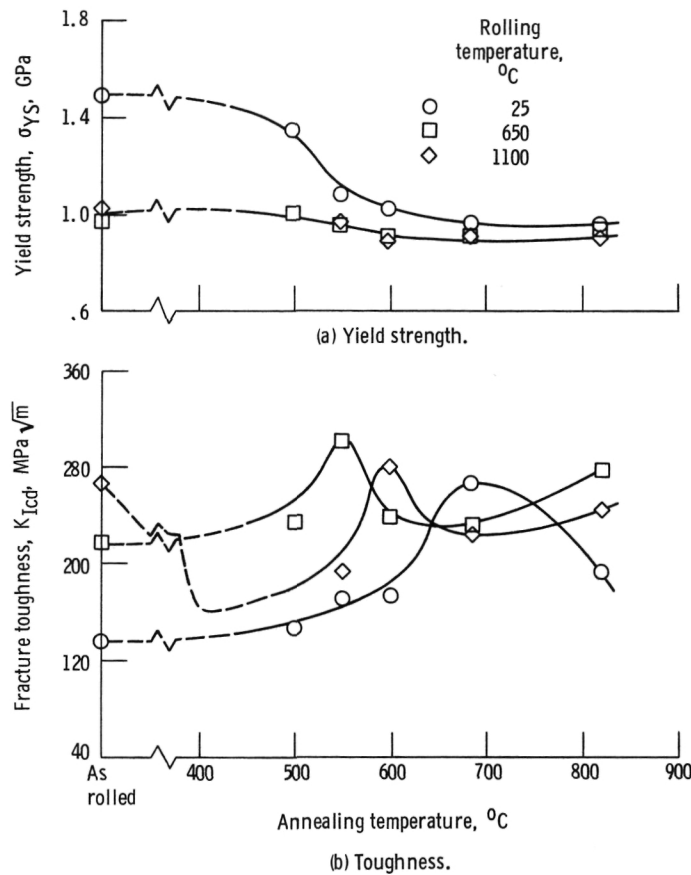 1.8
1.4
1.0
.6
Yield strength, σYS, GPa
Rolling
temperature,
°C
25
650
1100
(a) Yield strength.
360
280
200
120
40
Fracture toughness, KIcd, MPa √m
As
rolled
400
500
600
700
800
900
Annealing temperature, °C
(b) Toughness.